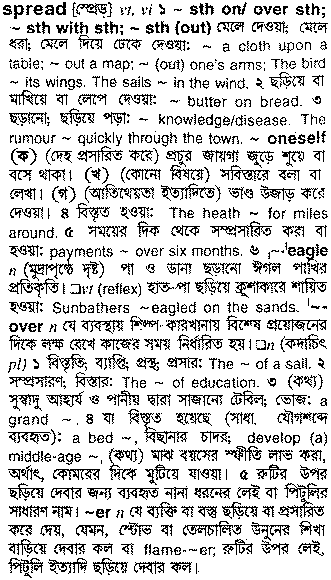 spread [স্প্রেড্] vt, vi ১ ~ sth on/ over sth;
~ sth with sth; ~ sth (out) মেলে দেওয়া; মেলে
ধরা; মেলে দিয়ে ঢেকে দেওয়া: ~ a cloth upon a
table; ~ out a map; ~ (out) one's arms; The bird
~ its wings. The sails ~ in the wind. ২ ছড়িয়ে বা
মাখিয়ে বা লেপে দেওয়া: ~ butter on bread. ৩
ছড়ানো; ছড়িয়ে পড়া: ~ knowledge/disease. The
rumour ~ quickly through the town. ~ oneself
(ক) (দেহ প্রসারিত করে) প্রচুর জায়গা জুড়ে শুয়ে বা
বসে থাকা। (খ) (কোনো বিষয়ে) সবিস্তারে বলা বা
লেখা। (গ) (আতিথেয়তা ইত্যাদিতে) ভাণ্ড উজাড় করে
দেওয়া। ৪ বিস্তৃত হওয়া: The heath ~ for miles
around. ৫ সময়ের দিক থেকে সম্প্রসারিত করা বা
হওয়া: payments ~ over six months. ৬ ~-eagle
n (মুদ্রাপৃষ্ঠে দৃষ্ট) পা ও ডানা ছড়ানো ঈগল পাখির
প্রতিকৃতি। □vi (reflex) হাত-পা ছড়িয়ে ক্রুশাকারে শায়িত
হওয়া: Sunbathers ~eagled on the sands. ~-
over n যে ব্যবস্থায় শিল্প-কারখানায় বিশেষ প্রয়োজনের
দিকে লক্ষ রেখে কাজের সময় নির্ধারিত হয়। □n (কদাচিৎ
pl) ১ বিস্তৃতি; ব্যাপ্তি; প্রস্থ; প্রসার: The ~ of a sail. ২
সম্প্রসারণ; বিস্তার: The ~ of education. ৩ (কথ্য)
সুস্বাদু আহার্য ও পানীয় দ্বারা সাজানো টেবিল; ভোজ: a
grand ~. ৪ যা বিস্তৃত হয়েছে (সাধা. যৌগশব্দে
ব্যবহৃত): a bed ~, বিছানার চাদর; develop (a)
middle-age ~, (কথ্য) মাঝ বয়সের স্ফীতি লাভ করা,
অর্থাৎ, কোমরের দিকে মুটিয়ে যাওয়া। ৫ রুটির উপর
ছড়িয়ে দেবার জন্য ব্যবহৃত নানা ধরনের লেই বা পিটুলির
সাধারণ নাম। ~er n যে ব্যক্তি বা বস্তু ছড়িয়ে বা প্রসারিত
করে দেয়, যেমন, স্টোভ বা তেলচালিত উনুনের শিখা
বাড়িয়ে দেবার কল বা flame-~er; রুটির উপর লেই,
পিটুলি ইত্যাদি ছড়িয়ে দেবার কল।